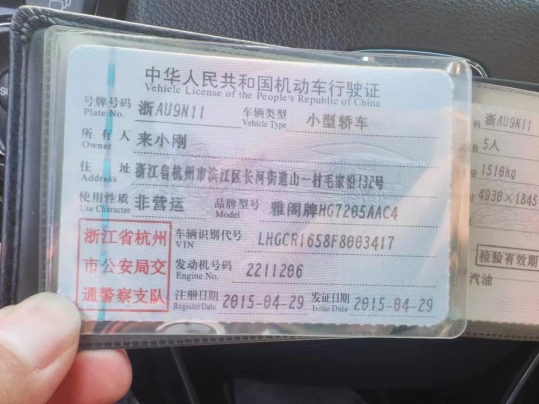 中华人民共和国机动车行驶证
Vehicle License of the People's Republic of China
号牌号码 浙AU9N11 车辆类型 小型轿车
Plate No. Vehicle Type
所有人 来小刚
Owner
住址 浙江省杭州市滨江区长河街道山一村毛家份132号
Address
使用性质 非营运 品牌型号 雅阁牌HG7205AAC4
Use Character Model
浙江省杭州
市公安局交
通警察支队
车辆识别代号 LHGCR1658F8003417
VIN
发动机号码 2211206
Engine No.
注册日期 2015-04-29 发证日期 2015-04-29
Register Date Issue Date
浙AU9N11
5人
1510kg
4930×1845
检验有效期
汽油